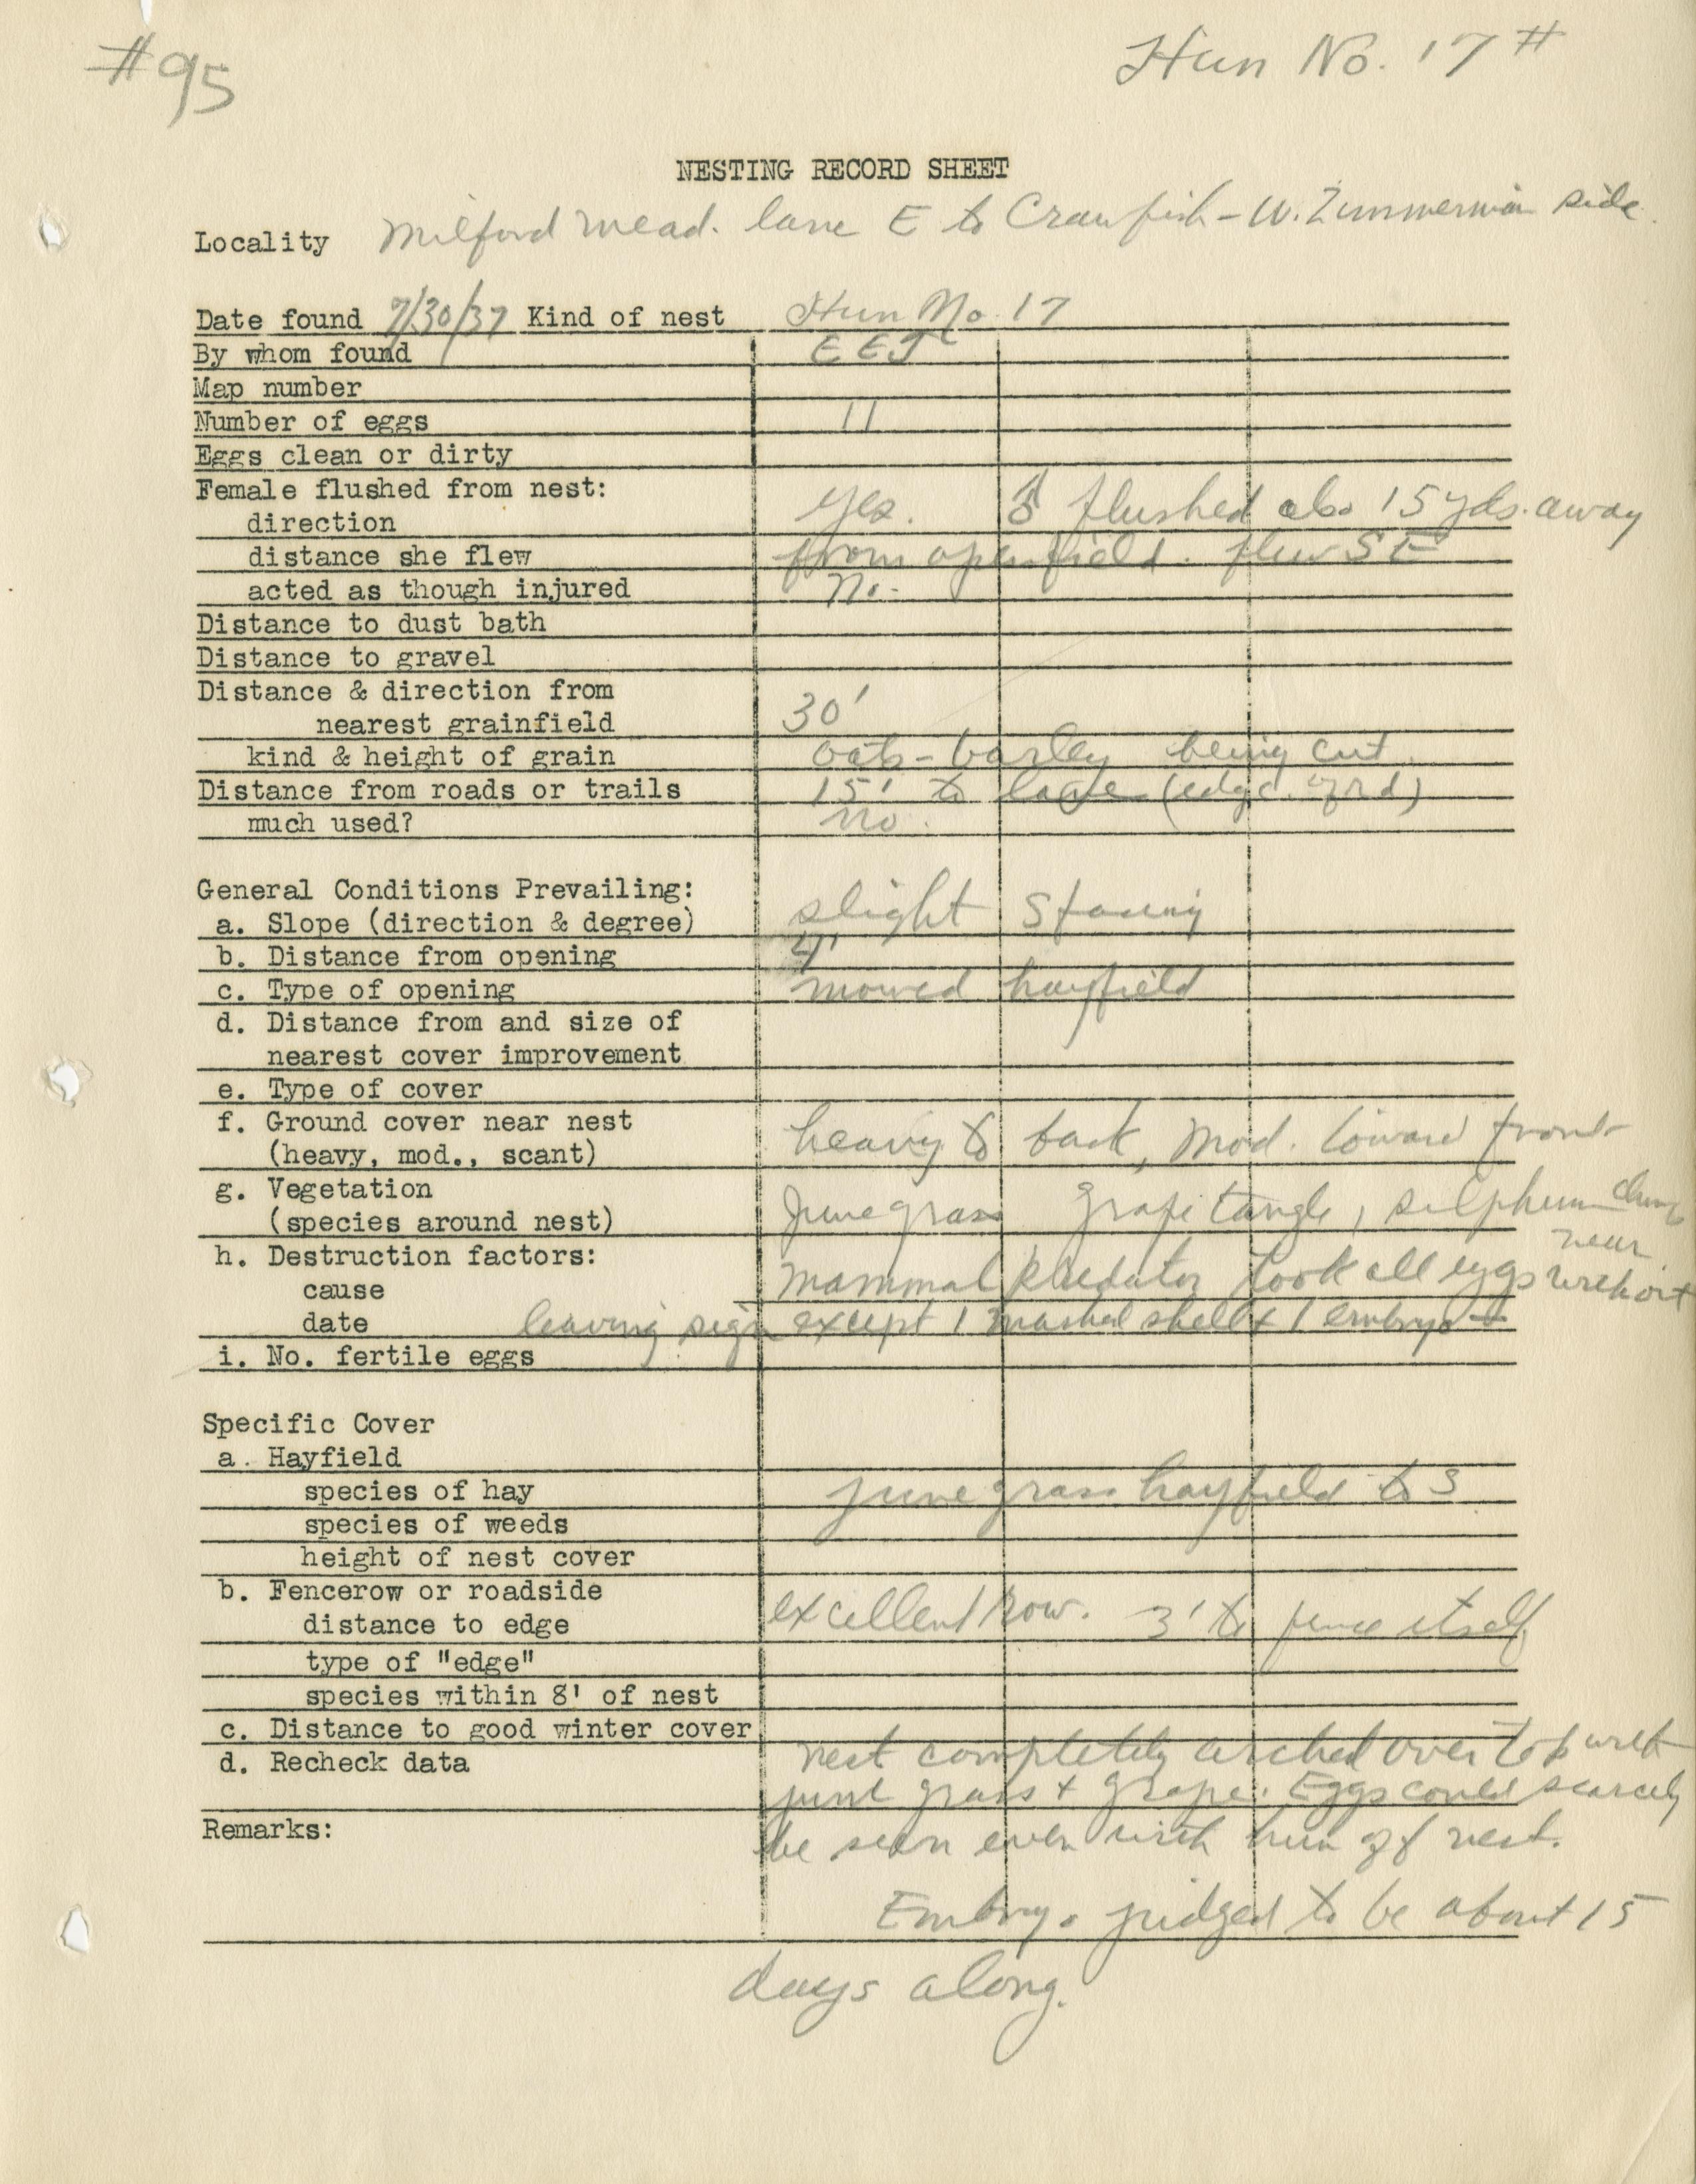 #95
Hun No. 17 #
NESTING RECORD SHEET
Locality Milford Mead. lane E to Crawfish - W. Zimmerman side.
Date found 7/30/37 Kind of nest Hun No. 17
By whom found EEJ
Map number
Number of eggs 11
Eggs clean or dirty
Female flushed from nest: yes. ♂ flushed also 15 yds. away
direction
distance she flew from open field. flew SE
acted as though injured No.
Distance to dust bath
Distance to gravel
Distance & direction from
nearest grainfield 30'
kind & height of grain oats - barley being cut.
Distance from roads or trails 15' to lane (edge of rd)
much used? no.
General Conditions Prevailing:
a. Slope (direction & degree) slight S facing
b. Distance from opening 4'
c. Type of opening mowed hayfield
d. Distance from and size of
nearest cover improvement
e. Type of cover
f. Ground cover near nest
(heavy, mod., scant) heavy to back, mod. toward front
g. Vegetation
(species around nest) June grass grape tangle, silphium clump near
h. Destruction factors:
cause mammal predator took all eggs without
date leaving sign except 1 mashed shell & 1 embryo
i. No. fertile eggs
Specific Cover
a. Hayfield
species of hay june grass hayfield to S
species of weeds
height of nest cover
b. Fencerow or roadside
distance to edge excellent row. 3' to fence itself
type of "edge"
species within 8' of nest
c. Distance to good winter cover
d. Recheck data nest completely arched over top with
june grass + grape. Eggs could scarcely
Remarks: be seen even with hun off nest.
Embryo judged to be about 15
days along.